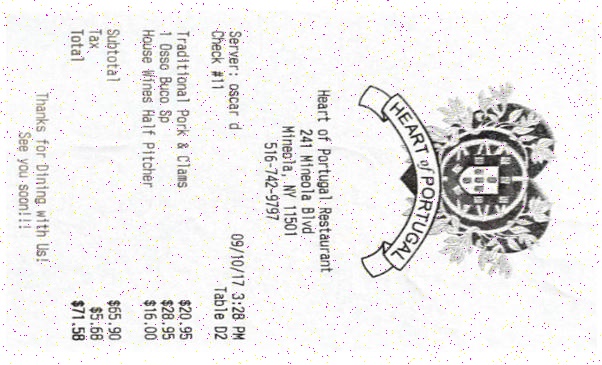 HEART of PORTUGAL
Heart of Portugal Restaurant
241 Mineola Blvd.
Mineola, NY 11501
516-742-9797
Server: oscar d 09/10/17 3:28 PM
Check #11 Table D2
Traditional Pork & Clams $20.95
1 Osso Buco Sp $28.95
House Wines Half Pitcher $16.00
Subtotal $65.90
Tax $5.68
Total $71.58
Thanks for Dining with Us!
See you soon!!!